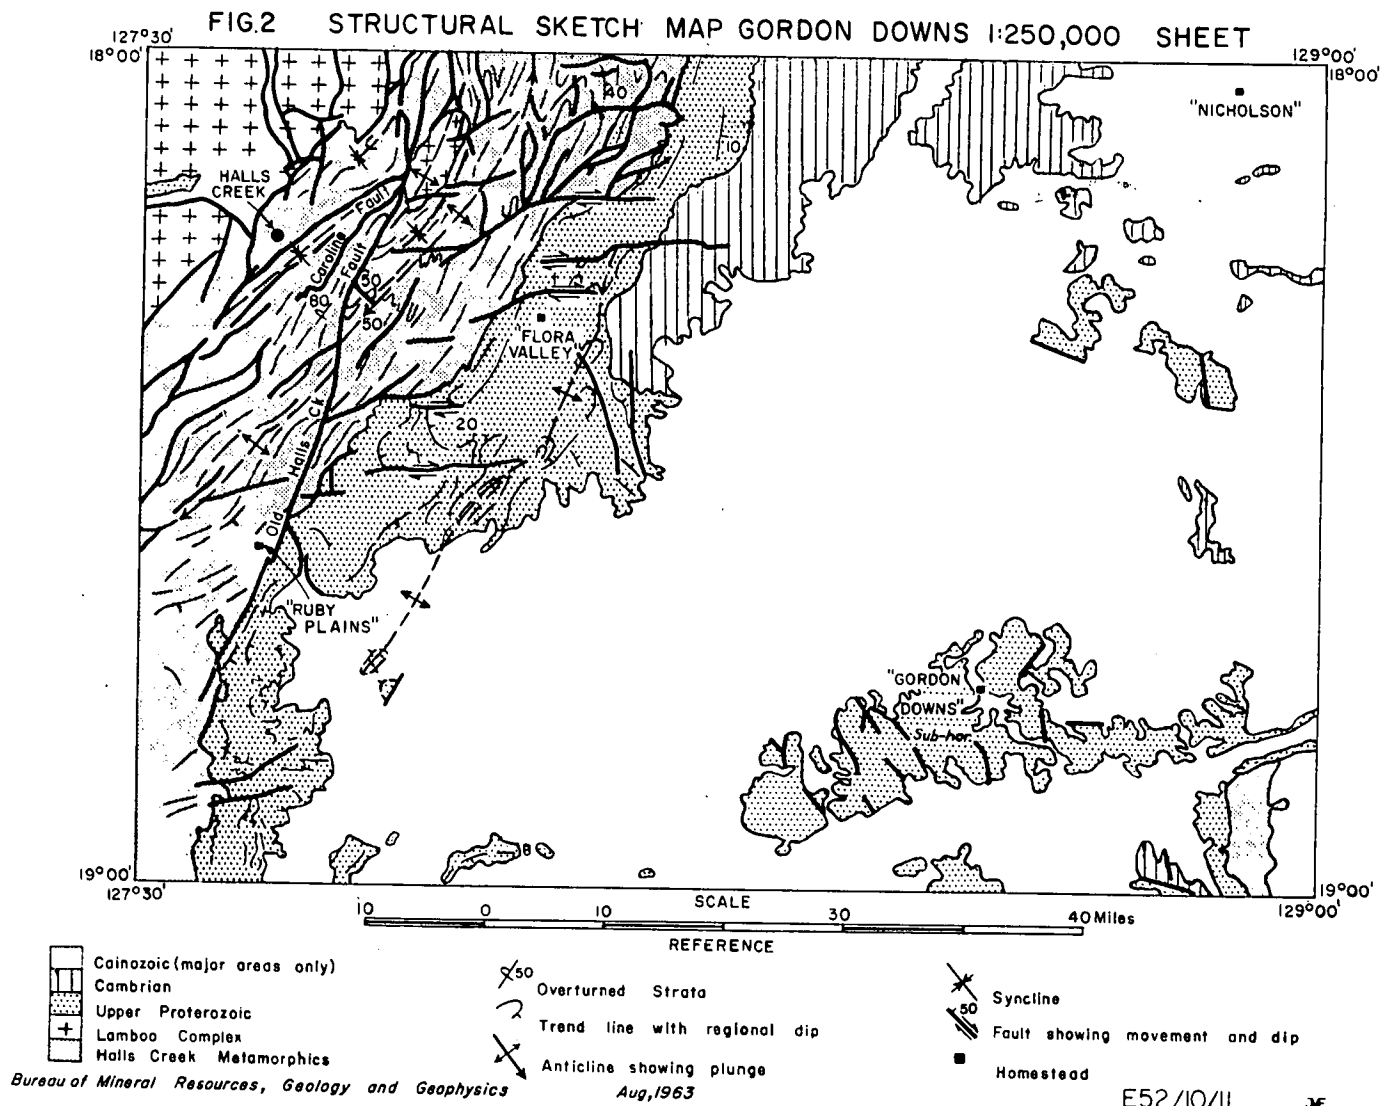 FIG.2 STRUCTURAL SKETCH MAP GORDON DOWNS 1:250,000 SHEET
127°30'
18°00'
129°00'
18°00'
"NICHOLSON"
40
10
HALLS
CREEK
Fault
Caroline
Fault
60
80
50
"FLORA
VALLEY"
Ck.
20
Halls
Old
"RUBY
PLAINS"
"GORDON
DOWNS"
Sub-hor.
8
19°00'
127°30'
19°00'
129°00'
SCALE
10 0 10 30 40 Miles
REFERENCE
Cainozoic (major areas only)
Cambrian
Upper Proterozoic
Lamboo Complex
Halls Creek Metamorphics
50
Overturned Strata
Trend line with regional dip
Anticline showing plunge
Syncline
50
Fault showing movement and dip
Homestead
Bureau of Mineral Resources, Geology and Geophysics Aug,1963
E52/10/11